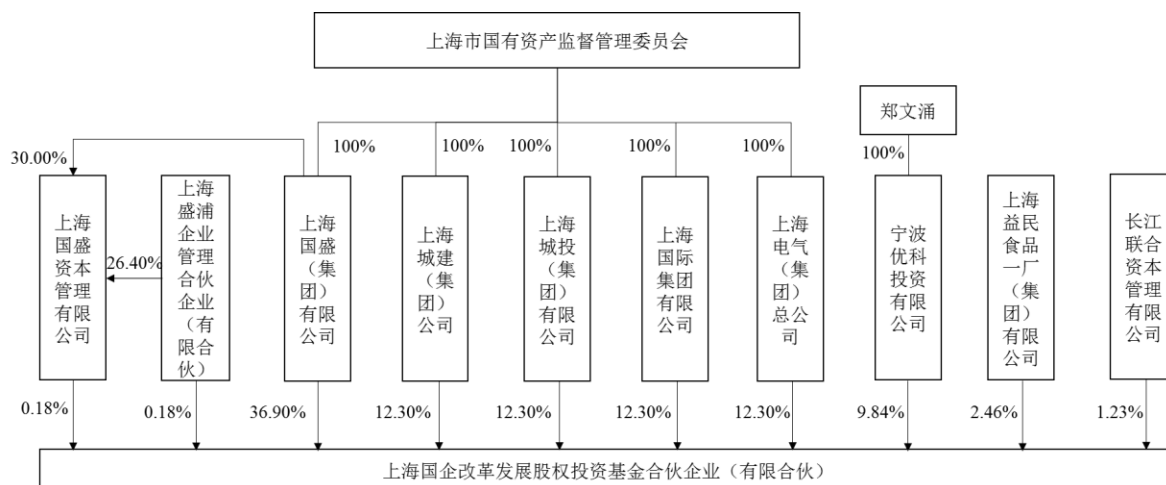 上海市国有资产监督管理委员会
郑文涌
30.00%
100%
100%
100%
100%
100%
100%
上海
国盛
资本
管理
有限
公司
26.40%
上海
盛浦
企业
管理
合伙
企业
（有
限合
伙）
上海
国盛
（集
团）
有限
公司
上海
城建
（集
团）
公司
上海
城投
（集
团）
有限
公司
上海
国际
集团
有限
公司
上海
电气
（集
团）
总公
司
宁波
优科
投资
有限
公司
上海
益民
食品
一厂
（集
团）
有限
公司
长江
联合
资本
管理
有限
公司
0.18%
0.18%
36.90%
12.30%
12.30%
12.30%
12.30%
9.84%
2.46%
1.23%
上海国企改革发展股权投资基金合伙企业（有限合伙）